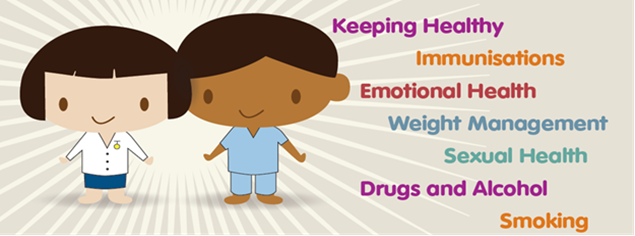 Keeping Healthy
Immunisations
Emotional Health
Weight Management
Sexual Health
Drugs and Alcohol
Smoking